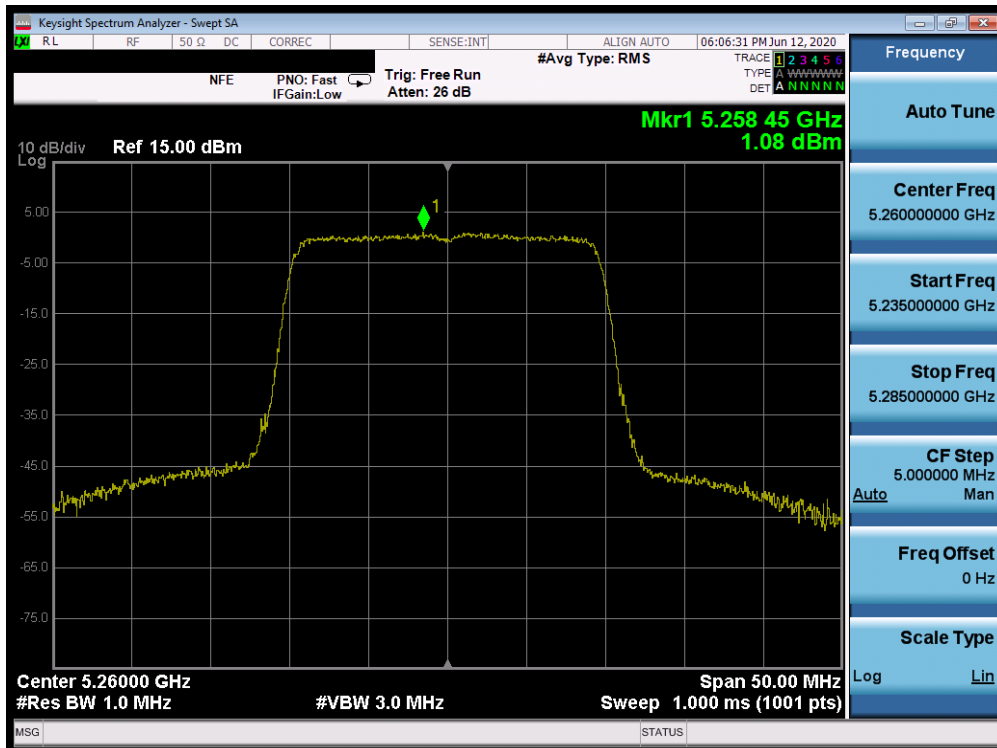 Keysight Spectrum Analyzer - Swept SA
LXI RL RF 50 Ω DC CORREC SENSE:INT ALIGN AUTO 06:06:31 PM Jun 12, 2020
#Avg Type: RMS TRACE 1 2 3 4 5 6
NFE PNO: Fast Trig: Free Run TYPE A WWWWW
IFGain:Low Atten: 26 dB DET A N N N N N
Mkr1 5.258 45 GHz
1.08 dBm
10 dB/div Ref 15.00 dBm
Log
1
5.00
-5.00
-15.0
-25.0
-35.0
-45.0
-55.0
-65.0
-75.0
Center 5.26000 GHz Span 50.00 MHz
#Res BW 1.0 MHz #VBW 3.0 MHz Sweep 1.000 ms (1001 pts)
MSG STATUS
Frequency
Auto Tune
Center Freq
5.260000000 GHz
Start Freq
5.235000000 GHz
Stop Freq
5.285000000 GHz
CF Step
5.000000 MHz
Auto Man
Freq Offset
0 Hz
Scale Type
Log Lin